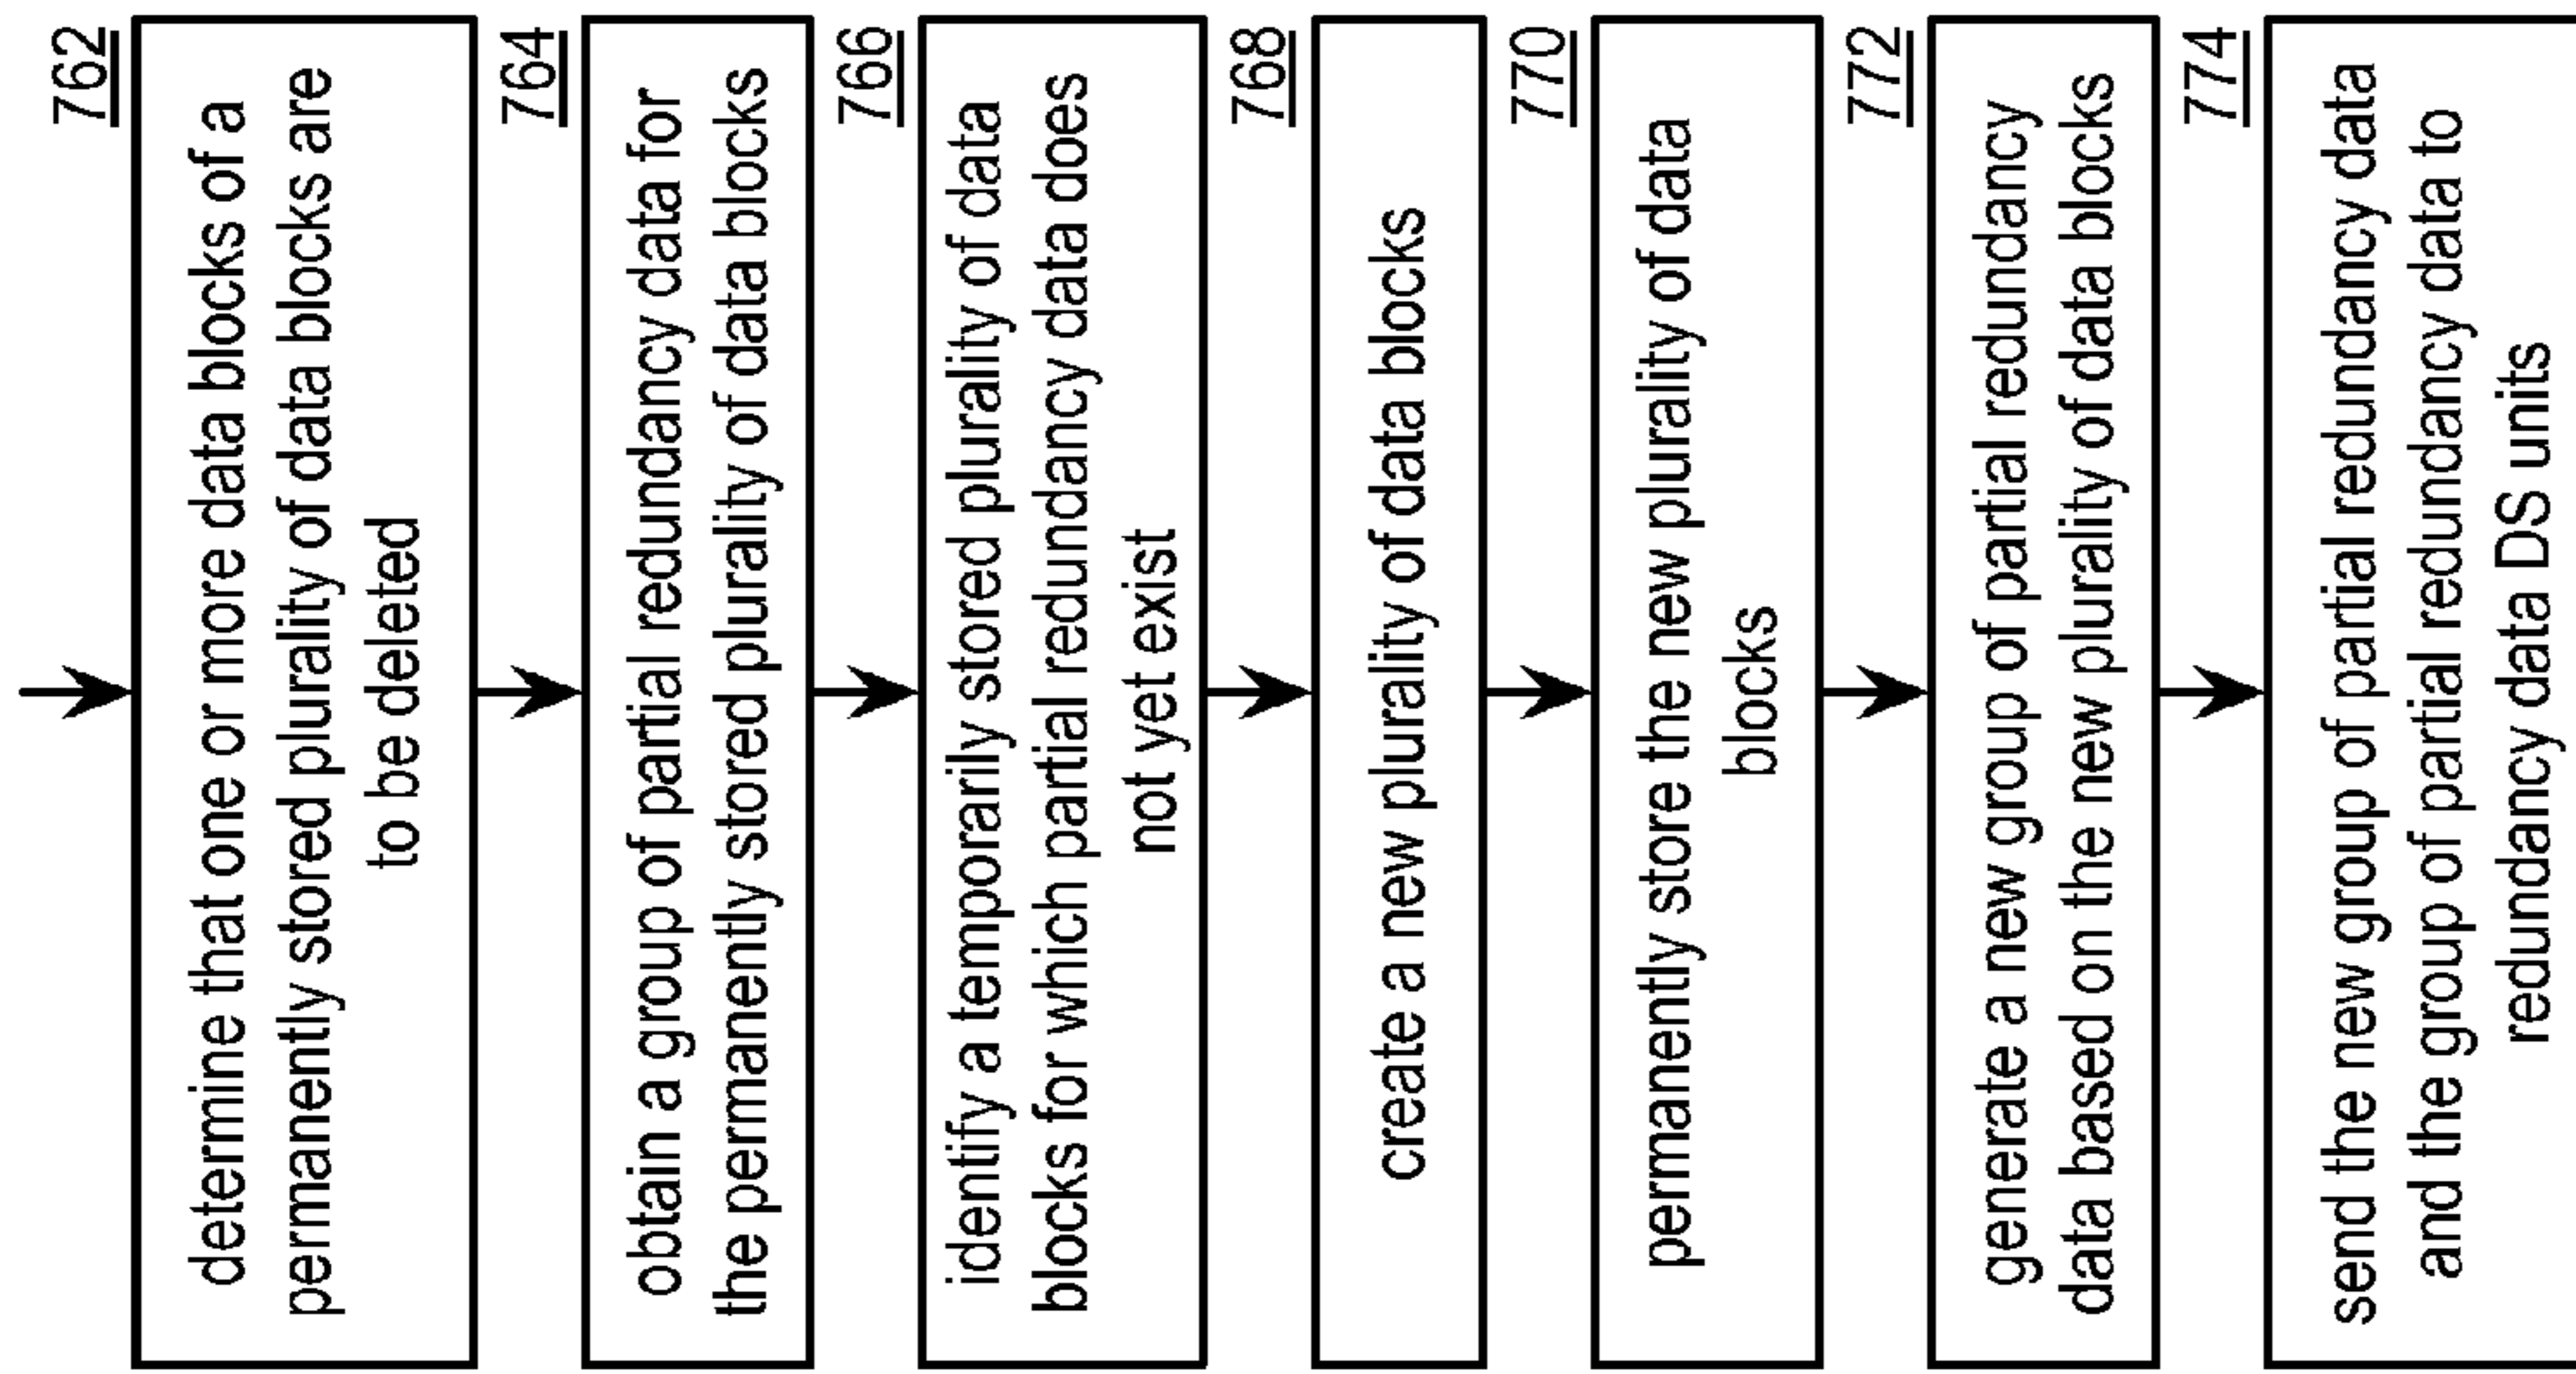 762
determine that one or more data blocks of a
permanently stored plurality of data blocks are
to be deleted
764
obtain a group of partial redundancy data for
the permanently stored plurality of data blocks
766
identify a temporarily stored plurality of data
blocks for which partial redundancy data does
not yet exist
768
create a new plurality of data blocks
770
permanently store the new plurality of data
blocks
772
generate a new group of partial redundancy
data based on the new plurality of data blocks
774
send the new group of partial redundancy data
and the group of partial redundancy data to
redundancy data DS units